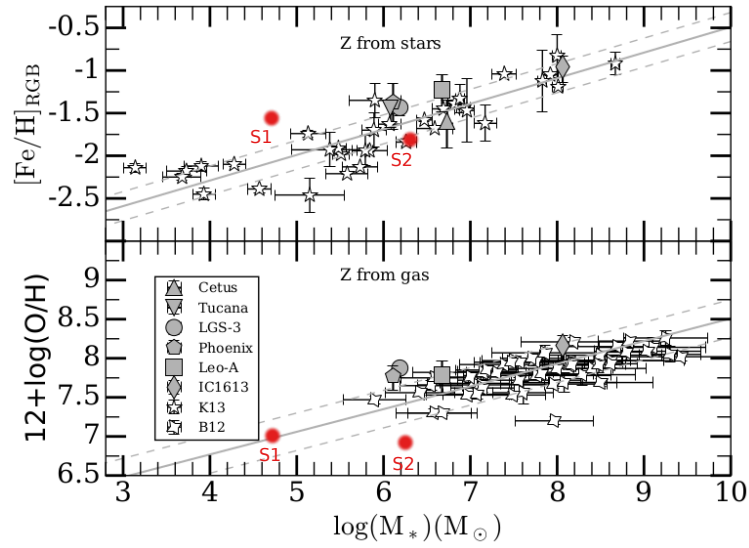 [Fe/H]RGB
-0.5
-1
-1.5
-2
-2.5
Z from stars
S1
S2
12+log(O/H)
9
8.5
8
7.5
7
6.5
Z from gas
Cetus
Tucana
LGS-3
Phoenix
Leo-A
IC1613
K13
B12
S1
S2
3 4 5 6 7 8 9 10
log(M*)(M⊙)